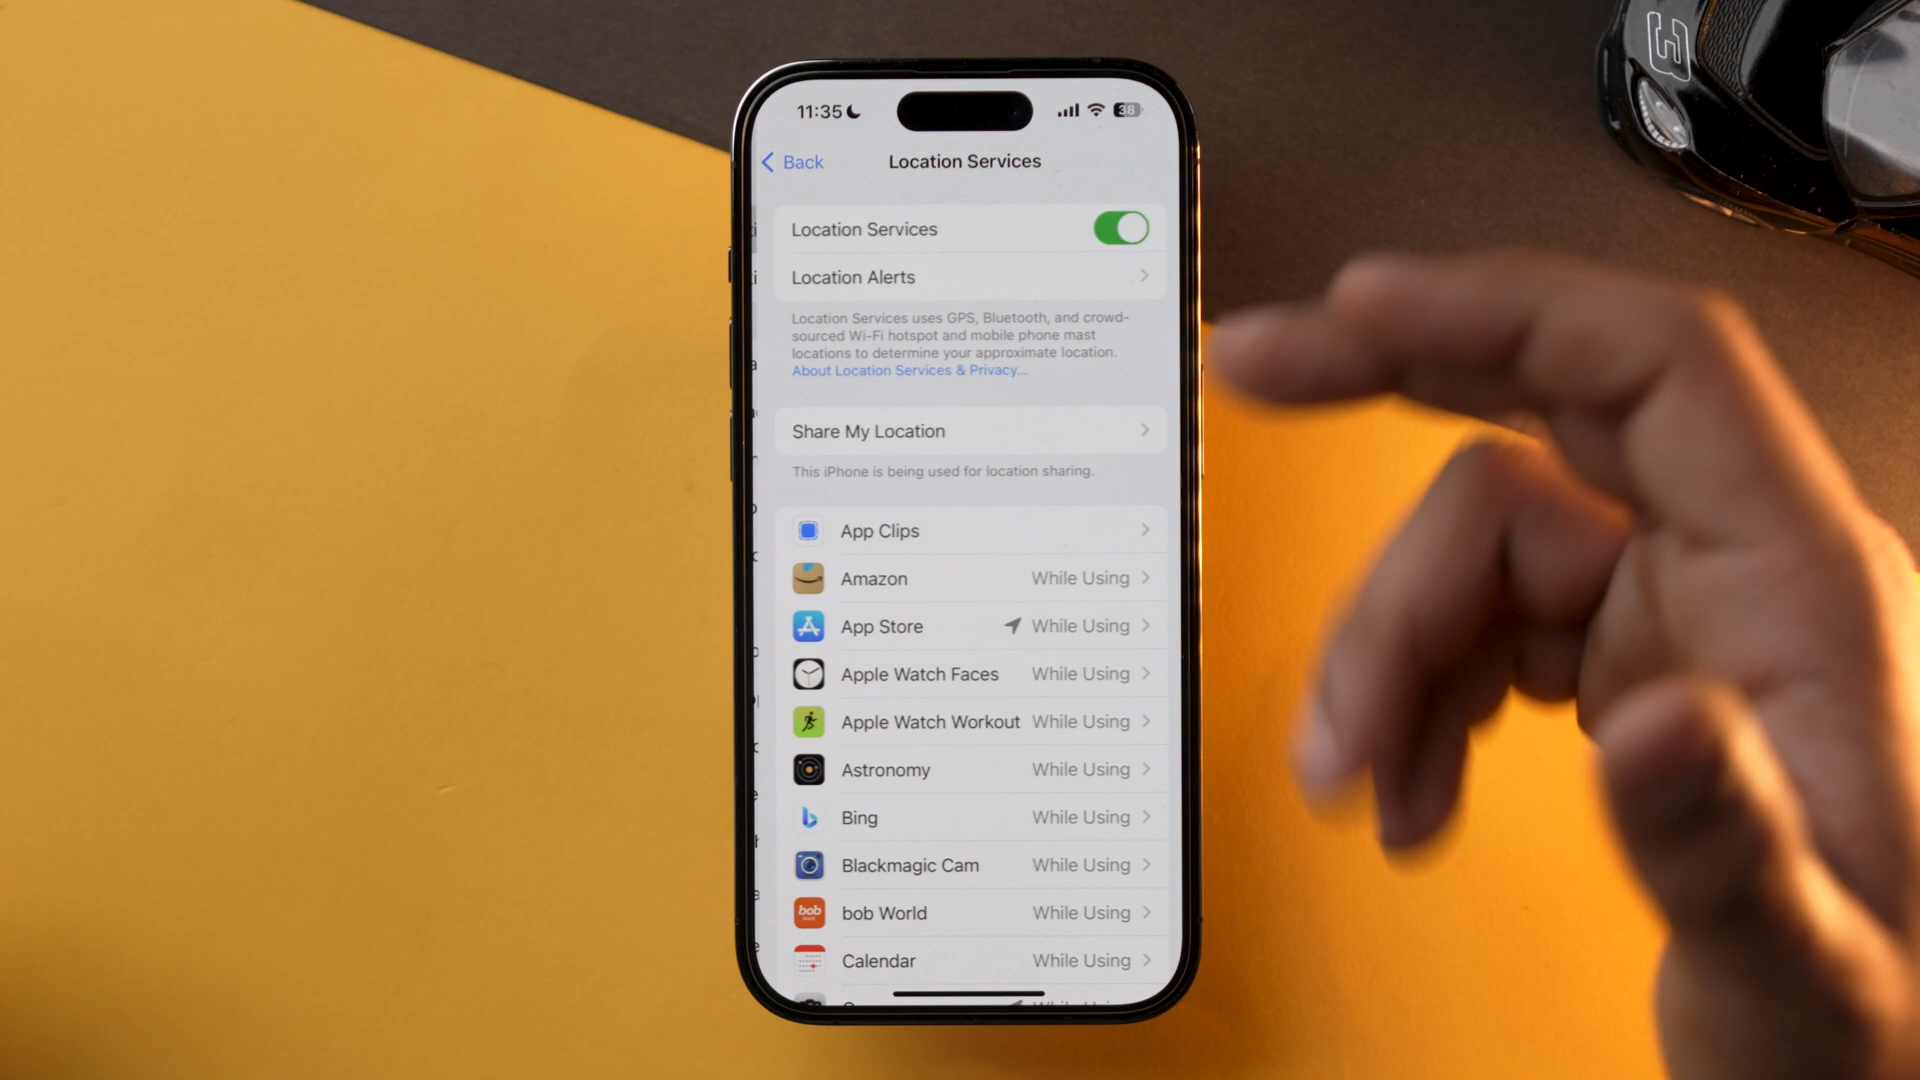 11:35
38
Back
Location Services
Location Services
Location Alerts
Location Services uses GPS, Bluetooth, and crowd-
sourced Wi-Fi hotspot and mobile phone mast
locations to determine your approximate location.
About Location Services & Privacy...
Share My Location
This iPhone is being used for location sharing.
App Clips
Amazon While Using
App Store While Using
Apple Watch Faces While Using
Apple Watch Workout While Using
Astronomy While Using
Bing While Using
Blackmagic Cam While Using
bob
bob World While Using
Calendar While Using
3